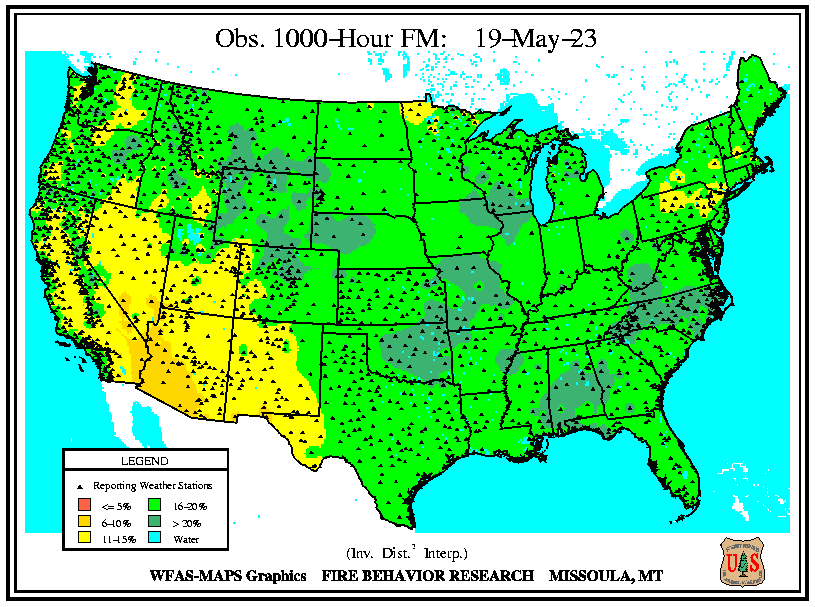 Obs. 1000-Hour FM: 19-May-23
LEGEND
Reporting Weather Stations
<= 5% 16-20%
6-10% > 20%
11-15% Water
(Inv. Dist.² Interp.)
WFAS-MAPS Graphics FIRE BEHAVIOR RESEARCH MISSOULA, MT
U S